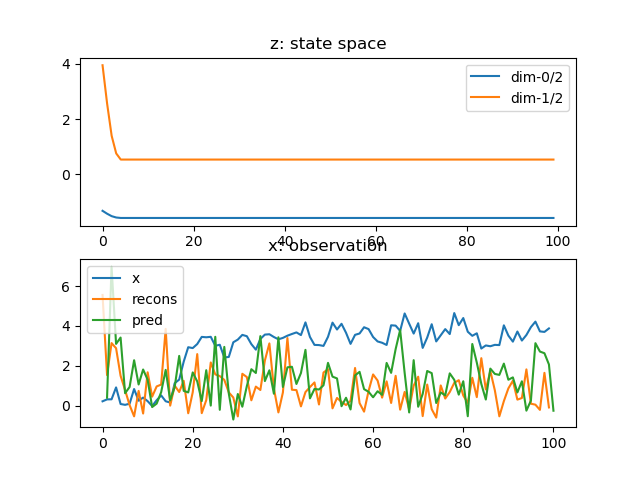 z: state space
4
2
0
dim-0/2
dim-1/2
0 20 40 60 80 100
x: observation
6
4
2
0
x
recons
pred
0 20 40 60 80 100